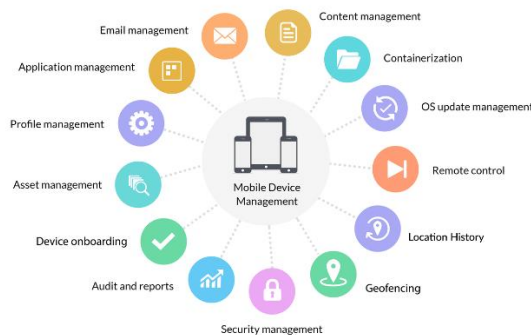 Content management
Email management
Containerization
Application management
OS update management
Profile management
Remote control
Asset management
Mobile Device
Management
Location History
Device onboarding
Geofencing
Audit and reports
Security management